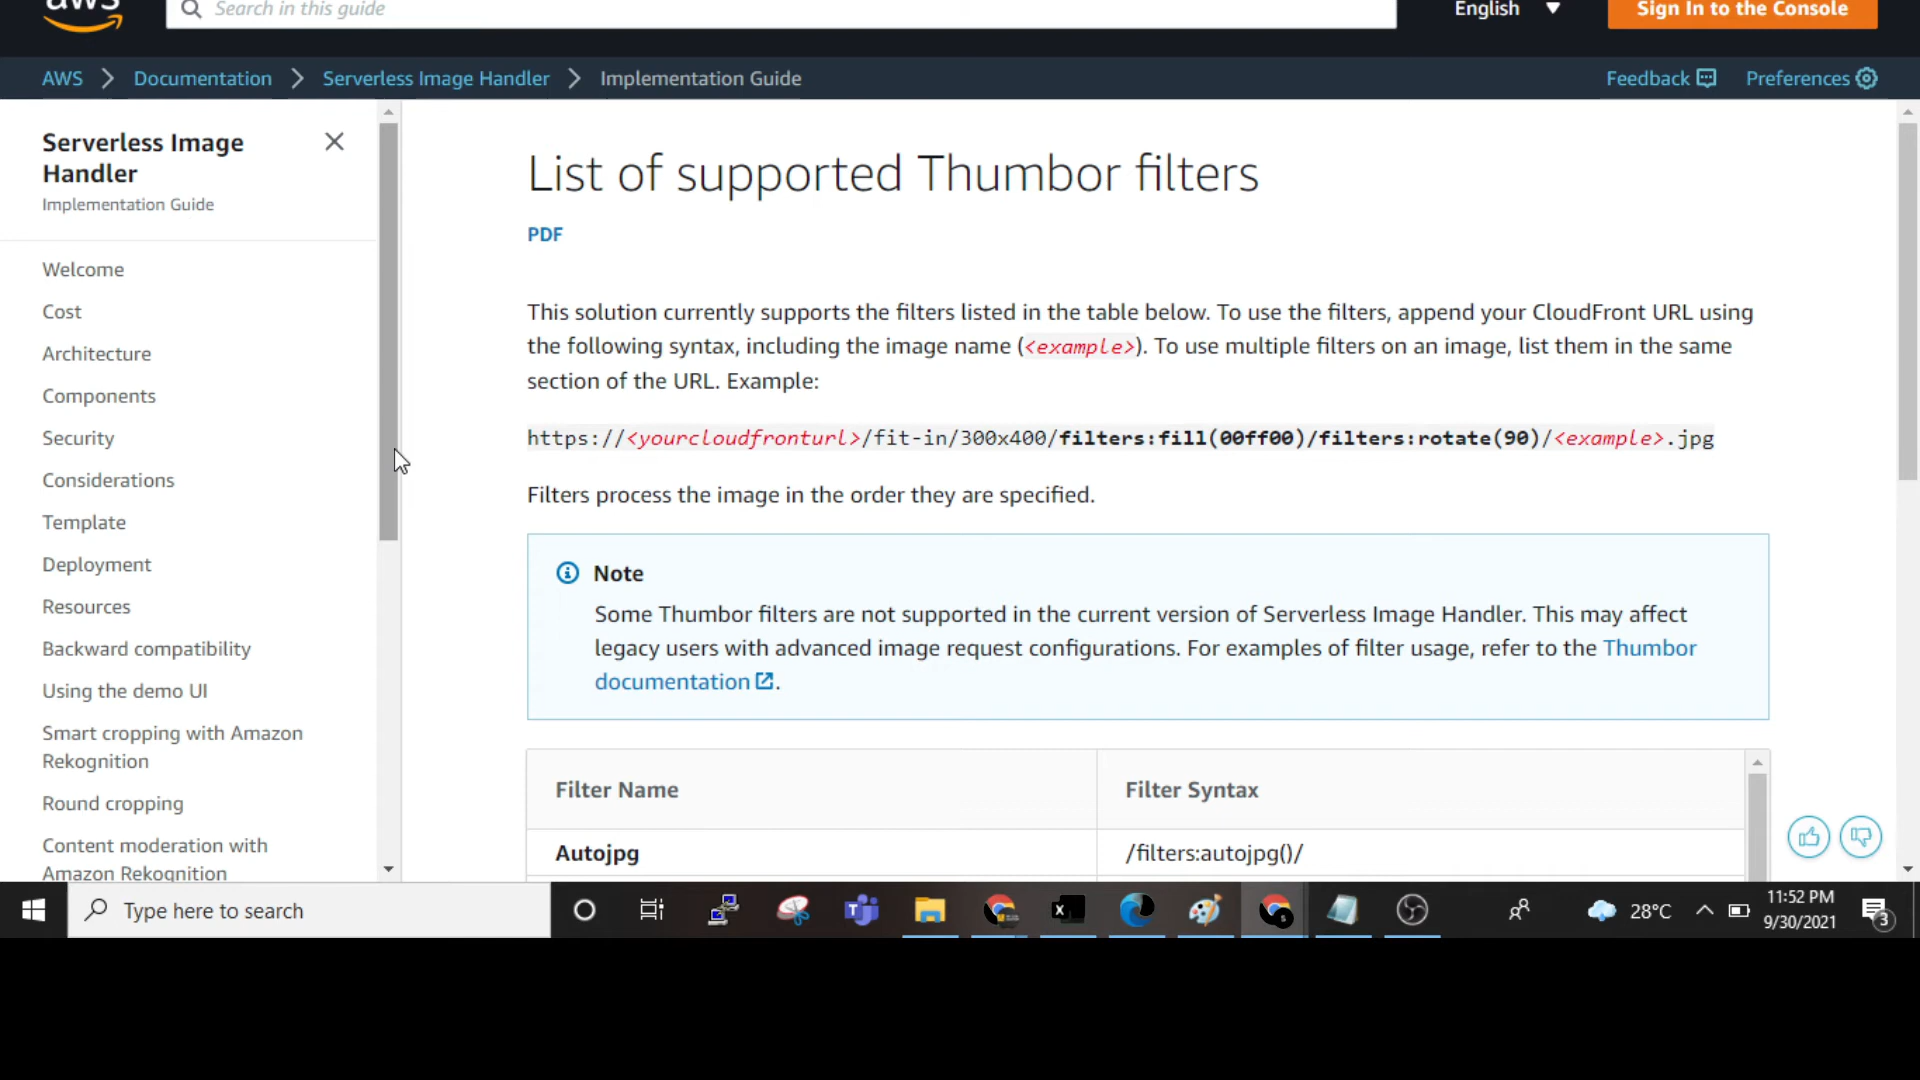 aws
Search in this guide
English
Sign In to the Console
AWS
Documentation
Serverless Image Handler
Implementation Guide
Feedback
Preferences
Serverless Image
Handler
Implementation Guide
Welcome
Cost
Architecture
Components
Security
Considerations
Template
Deployment
Resources
Backward compatibility
Using the demo UI
Smart cropping with Amazon
Rekognition
Round cropping
Content moderation with
Amazon Rekognition
List of supported Thumbor filters
PDF
This solution currently supports the filters listed in the table below. To use the filters, append your CloudFront URL using
the following syntax, including the image name (<example>). To use multiple filters on an image, list them in the same
section of the URL. Example:
https://<yourcloudfronturl>/fit-in/300x400/filters:fill(00ff00)/filters:rotate(90)/<example>.jpg
Filters process the image in the order they are specified.
Note
Some Thumbor filters are not supported in the current version of Serverless Image Handler. This may affect
legacy users with advanced image request configurations. For examples of filter usage, refer to the Thumbor
documentation.
Filter Name
Filter Syntax
Autojpg
/filters:autojpg()/
Type here to search
28°C
11:52 PM
9/30/2021
3